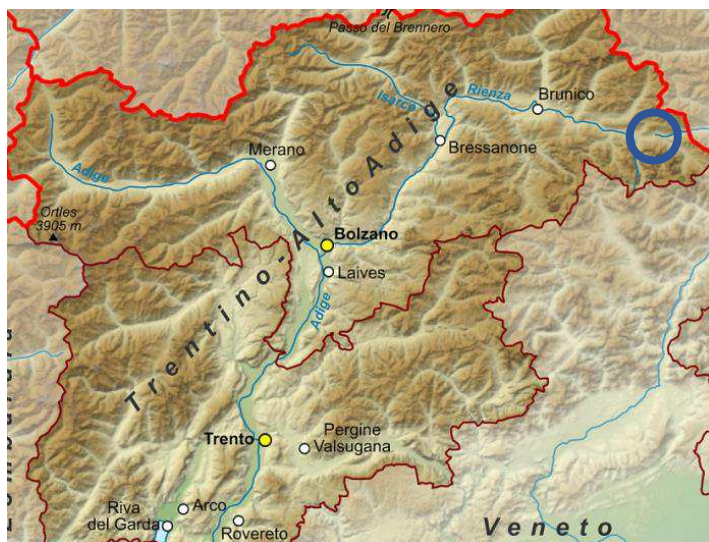 Passo del Brennero
Isarco
Rienza
Brunico
Merano
Bressanone
Adige
Ortles
3905 m
Bolzano
Trentino-Alto Adige
Laives
Adige
Trento
Pergine
Valsugana
Riva
del Garda
Arco
Rovereto
Veneto